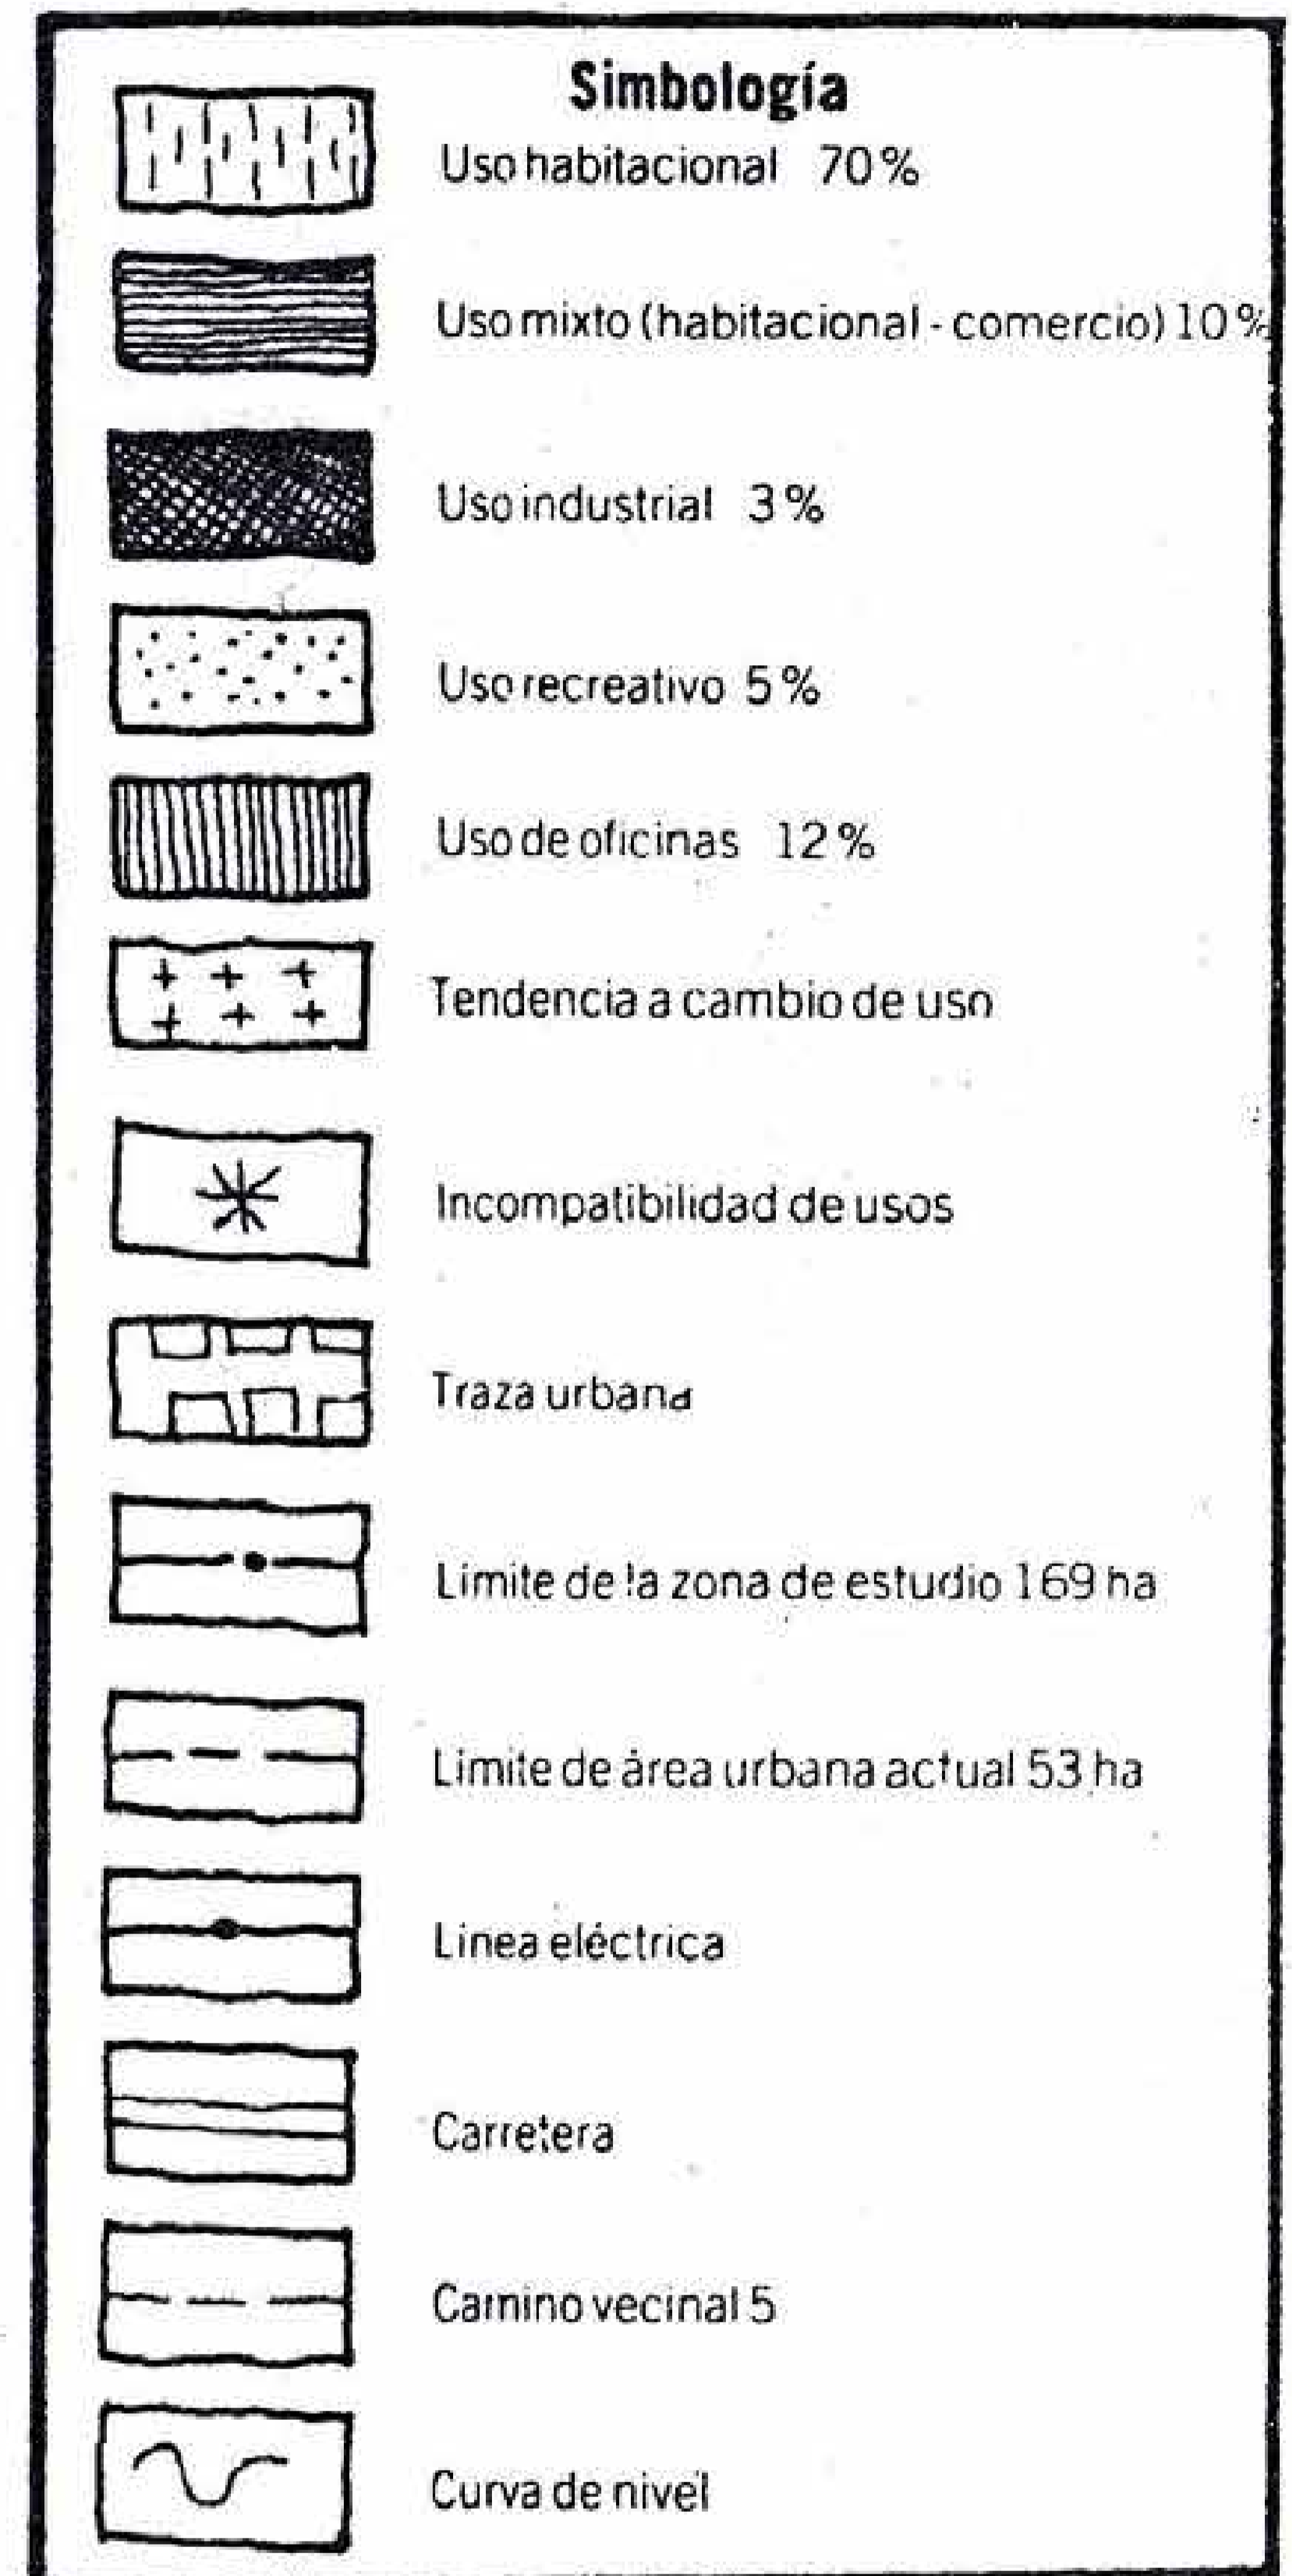 Simbología
Uso habitacional 70%
Uso mixto (habitacional - comercio) 10%
Uso industrial 3%
Uso recreativo 5%
Uso de oficinas 12%
Tendencia a cambio de uso
Incompatibilidad de usos
Traza urbana
Límite de la zona de estudio 169 ha
Límite de área urbana actual 53 ha
Linea eléctrica
Carretera
Camino vecinal 5
Curva de nivel